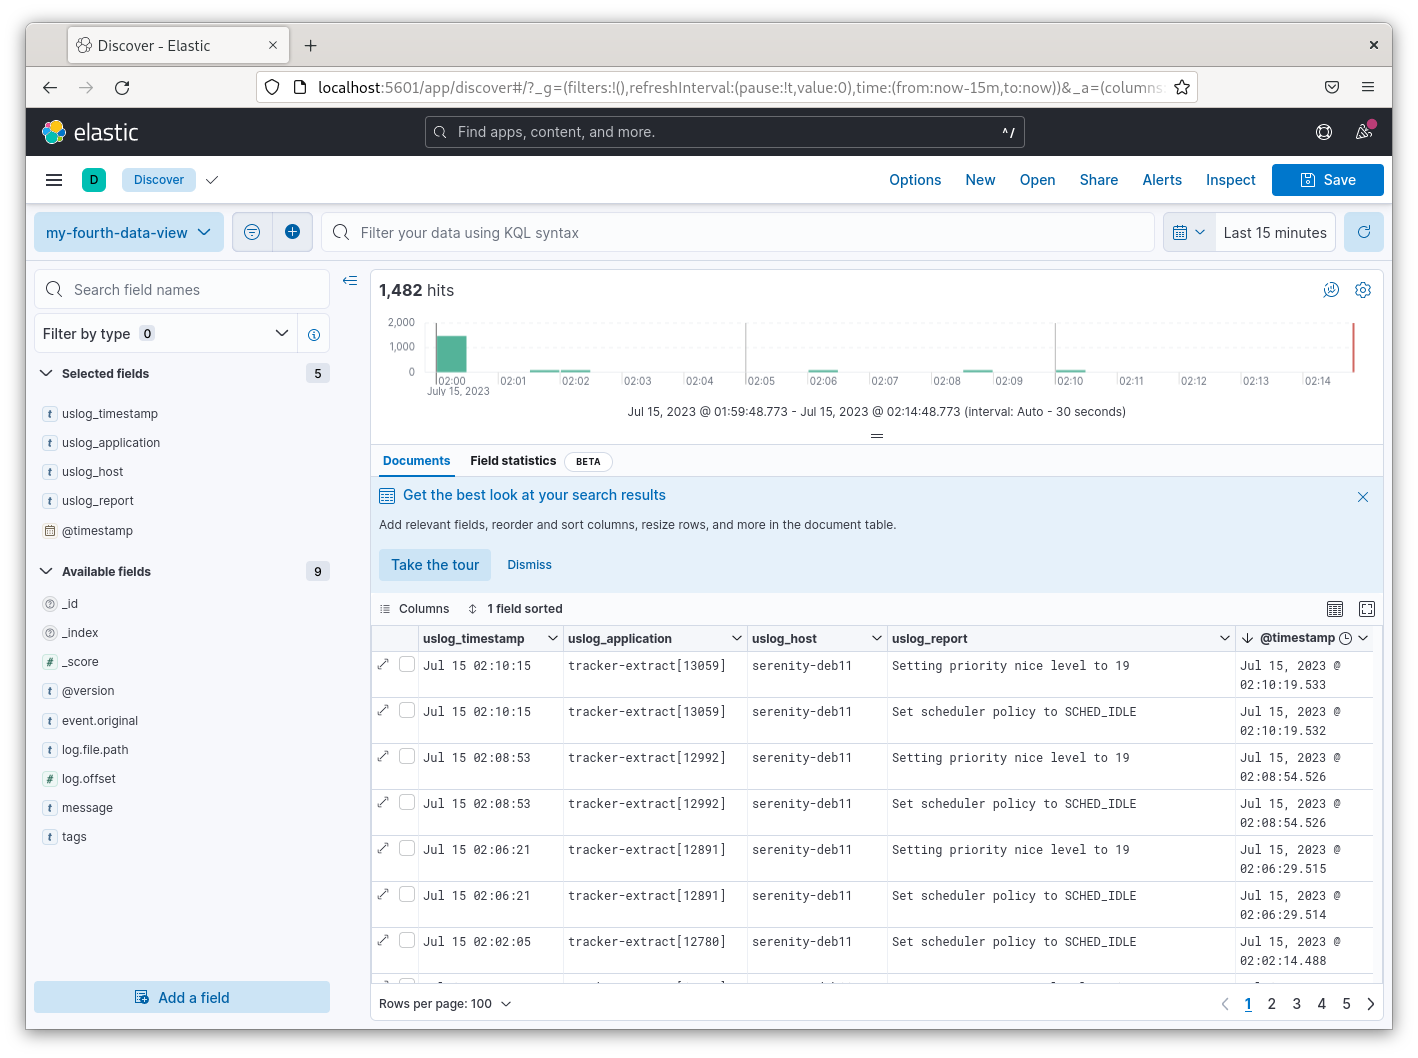 Discover - Elastic
localhost:5601/app/discover#/?_g=(filters:!(),refreshInterval:(pause:!t,value:0),time:(from:now-15m,to:now))&_a=(columns:
elastic
Find apps, content, and more.
^/
D
Discover
Options
New
Open
Share
Alerts
Inspect
Save
my-fourth-data-view
Filter your data using KQL syntax
Last 15 minutes
Search field names
Filter by type 0
Selected fields 5
t uslog_timestamp
t uslog_application
t uslog_host
t uslog_report
@timestamp
Available fields 9
_id
_index
# _score
t @version
t event.original
t log.file.path
# log.offset
t message
t tags
Add a field
1,482 hits
2,000
1,000
0
02:00 02:01 02:02 02:03 02:04 02:05 02:06 02:07 02:08 02:09 02:10 02:11 02:12 02:13 02:14
July 15, 2023
Jul 15, 2023 @ 01:59:48.773 - Jul 15, 2023 @ 02:14:48.773 (interval: Auto - 30 seconds)
Documents
Field statistics
BETA
Get the best look at your search results
Add relevant fields, reorder and sort columns, resize rows, and more in the document table.
Take the tour
Dismiss
Columns
1 field sorted
uslog_timestamp uslog_application uslog_host uslog_report @timestamp
Jul 15 02:10:15 tracker-extract[13059] serenity-deb11 Setting priority nice level to 19 Jul 15, 2023 @
02:10:19.533
Jul 15 02:10:15 tracker-extract[13059] serenity-deb11 Set scheduler policy to SCHED_IDLE Jul 15, 2023 @
02:10:19.532
Jul 15 02:08:53 tracker-extract[12992] serenity-deb11 Setting priority nice level to 19 Jul 15, 2023 @
02:08:54.526
Jul 15 02:08:53 tracker-extract[12992] serenity-deb11 Set scheduler policy to SCHED_IDLE Jul 15, 2023 @
02:08:54.526
Jul 15 02:06:21 tracker-extract[12891] serenity-deb11 Setting priority nice level to 19 Jul 15, 2023 @
02:06:29.515
Jul 15 02:06:21 tracker-extract[12891] serenity-deb11 Set scheduler policy to SCHED_IDLE Jul 15, 2023 @
02:06:29.514
Jul 15 02:02:05 tracker-extract[12780] serenity-deb11 Set scheduler policy to SCHED_IDLE Jul 15, 2023 @
02:02:14.488
Rows per page: 100
1 2 3 4 5